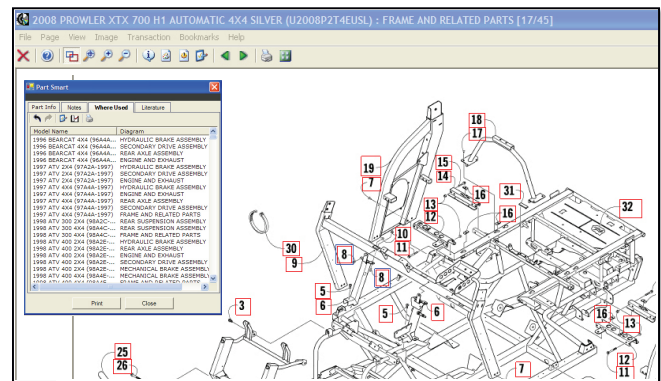 2008 PROWLER XTX 700 H1 AUTOMATIC 4X4 SILVER (U2008P2T4EUSL) : FRAME AND RELATED PARTS [17/45]
File Page View Image Transaction Bookmarks Help
Part Smart
Part Info Notes Where Used Literature
Model Name Diagram
1996 BEARCAT 4X4 (96A4A... HYDRAULIC BRAKE ASSEMBLY
1996 BEARCAT 4X4 (96A4A... SECONDARY DRIVE ASSEMBLY
1996 BEARCAT 4X4 (96A4A... REAR AXLE ASSEMBLY
1996 BEARCAT 4X4 (96A4A... ENGINE AND EXHAUST
1997 ATV 2X4 (97A2A-1997) HYDRAULIC BRAKE ASSEMBLY
1997 ATV 2X4 (97A2A-1997) SECONDARY DRIVE ASSEMBLY
1997 ATV 2X4 (97A2A-1997) ENGINE AND EXHAUST
1997 ATV 4X4 (97A4A-1997) HYDRAULIC BRAKE ASSEMBLY
1997 ATV 4X4 (97A4A-1997) ENGINE AND EXHAUST
1997 ATV 4X4 (97A4A-1997) REAR AXLE ASSEMBLY
1997 ATV 4X4 (97A4A-1997) SECONDARY DRIVE ASSEMBLY
1997 ATV 4X4 (97A4A-1997) FRAME AND RELATED PARTS
1998 ATV 300 2X4 (98A2C-... REAR SUSPENSION ASSEMBLY
1998 ATV 300 4X4 (98A4C-... REAR SUSPENSION ASSEMBLY
1998 ATV 300 4X4 (98A4C-... FRAME AND RELATED PARTS
1998 ATV 400 2X4 (98A2E-... HYDRAULIC BRAKE ASSEMBLY
1998 ATV 400 2X4 (98A2E-... REAR AXLE ASSEMBLY
1998 ATV 400 2X4 (98A2E-... ENGINE AND EXHAUST
1998 ATV 400 2X4 (98A2E-... SECONDARY DRIVE ASSEMBLY
1998 ATV 400 2X4 (98A2E-... MECHANICAL BRAKE ASSEMBLY
1998 ATV 400 4X4 (98A4E-... MECHANICAL BRAKE ASSEMBLY
1998 ATV 400 4X4 (98A4E-... FRAME AND RELATED PARTS
Print Close
18
17
19
7
15
14
16
31
13
12
16
32
10
11
30
9
8
8
5
6
5
6
3
16
13
25
26
7
12
11